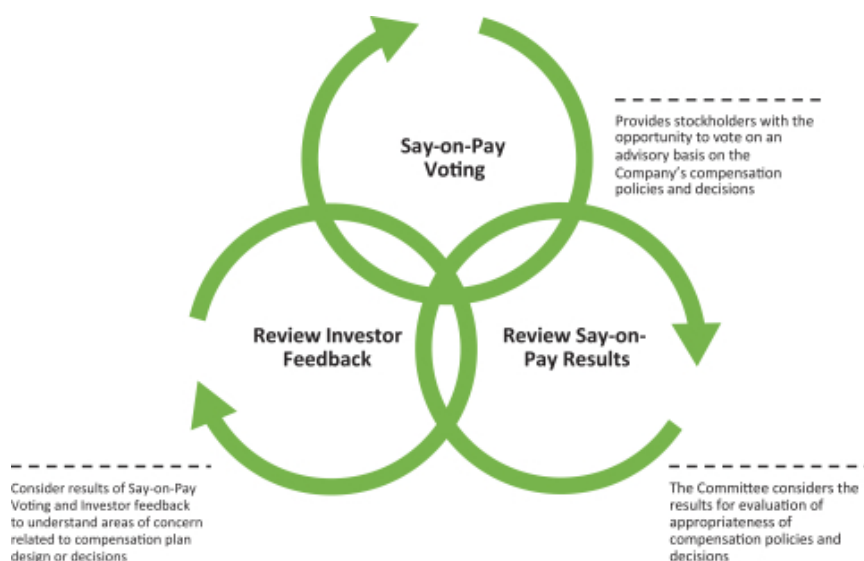 Say-on-Pay
Voting
Provides stockholders with the
opportunity to vote on an
advisory basis on the
Company's compensation
policies and decisions
Review Investor
Feedback
Review Say-on-
Pay Results
Consider results of Say-on-Pay
Voting and Investor feedback
to understand areas of concern
related to compensation plan
design or decisions
The Committee considers the
results for evaluation of
appropriateness of
compensation policies and
decisions